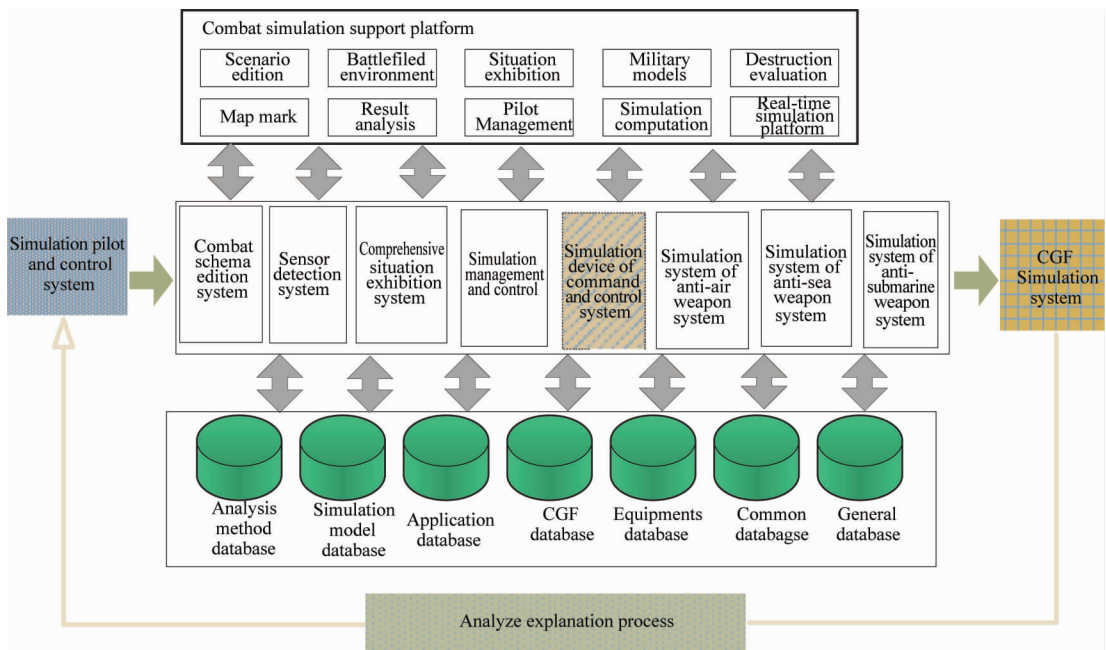 Combat simulation support platform
Scenario
edition
Battlefiled
environment
Situation
exhibition
Military
models
Destruction
evaluation
Map mark
Result
analysis
Pilot
Management
Simulation
computation
Real-time
simulation
platform
Simulation pilot
and control
system
Combat
schema
edition
system
Sensor
detection
system
Comprehensive
situation
exhibition
system
Simulation
management
and control
Simulation
device of
command
and control
system
Simulation
system of
anti-air
weapon
system
Simulation
system of
anti-sea
weapon
system
Simulation
system of
anti-
submarine
weapon
system
CGF
Simulation
system
Analysis
method
database
Simulation
model
database
Application
database
CGF
database
Equipments
database
Common
databagse
General
database
Analyze explanation process